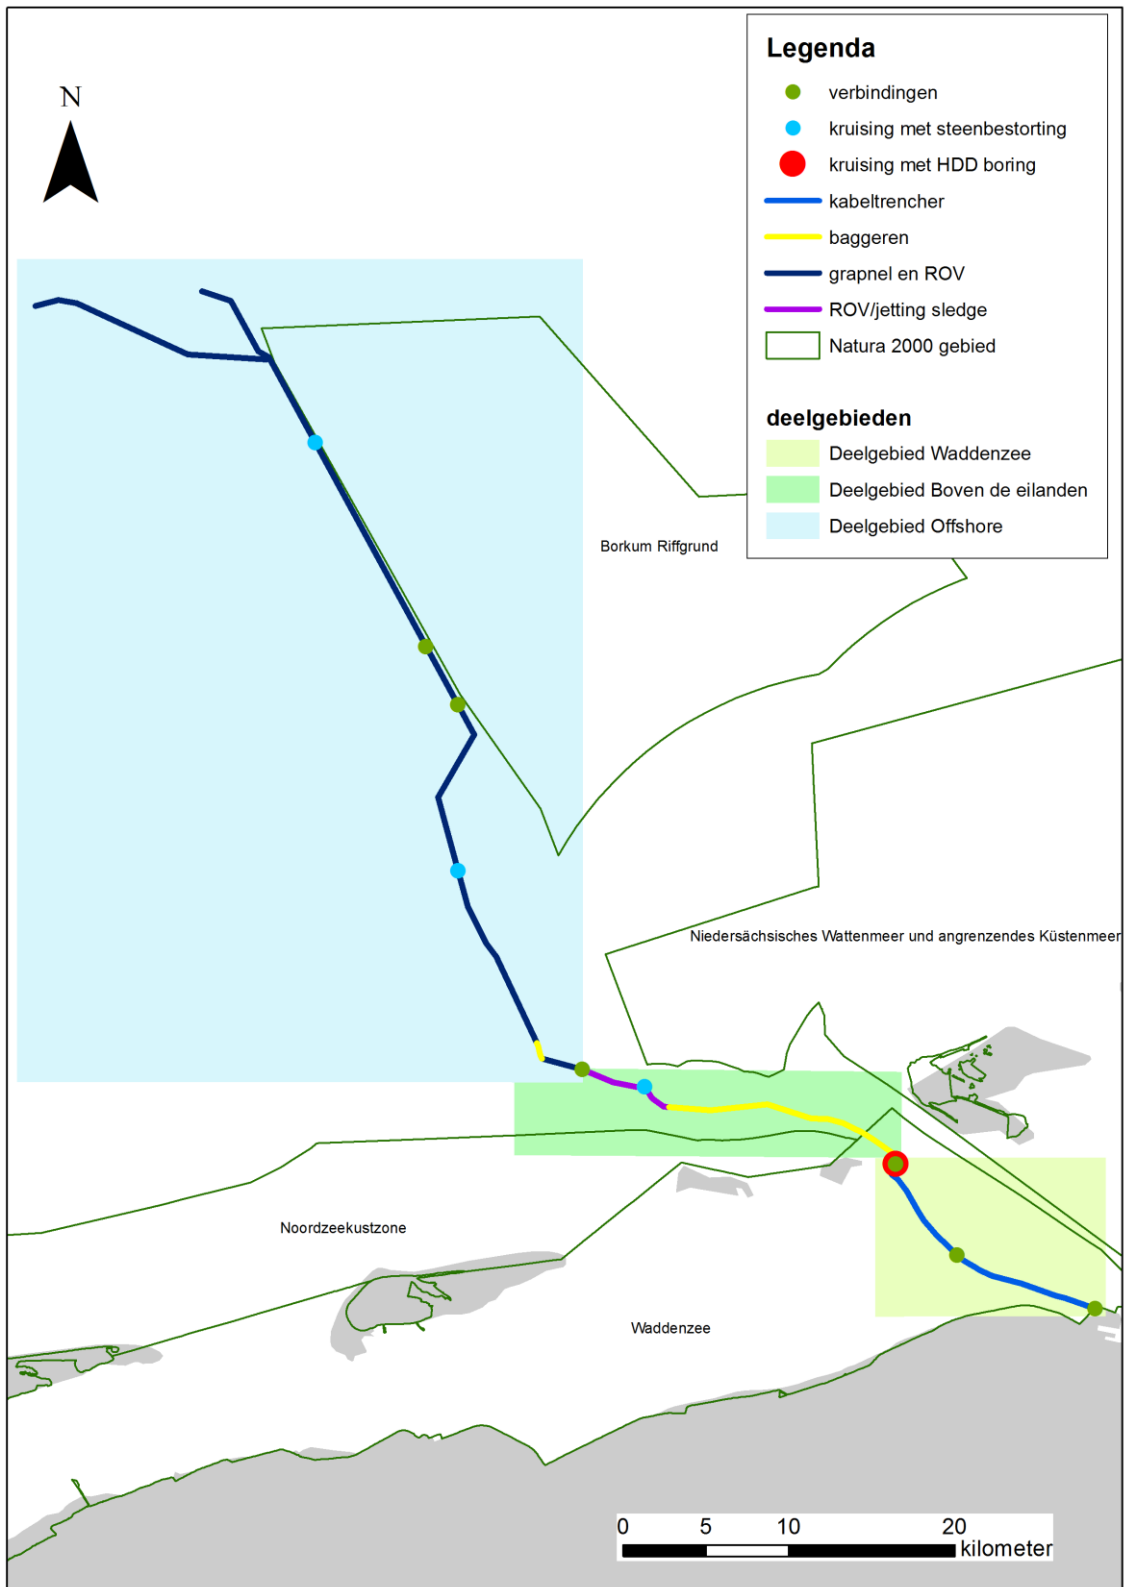 Legenda
N
verbindingen
kruising met steenbestorting
kruising met HDD boring
kabeltrencher
baggeren
grapnel en ROV
ROV/jetting sledge
Natura 2000 gebied
deelgebieden
Deelgebied Waddenzee
Deelgebied Boven de eilanden
Deelgebied Offshore
Borkum Riffgrund
Niedersächsisches Wattenmeer und angrenzendes Küstenmeer
Noordzeekustzone
Waddenzee
0 5 10 20
kilometer